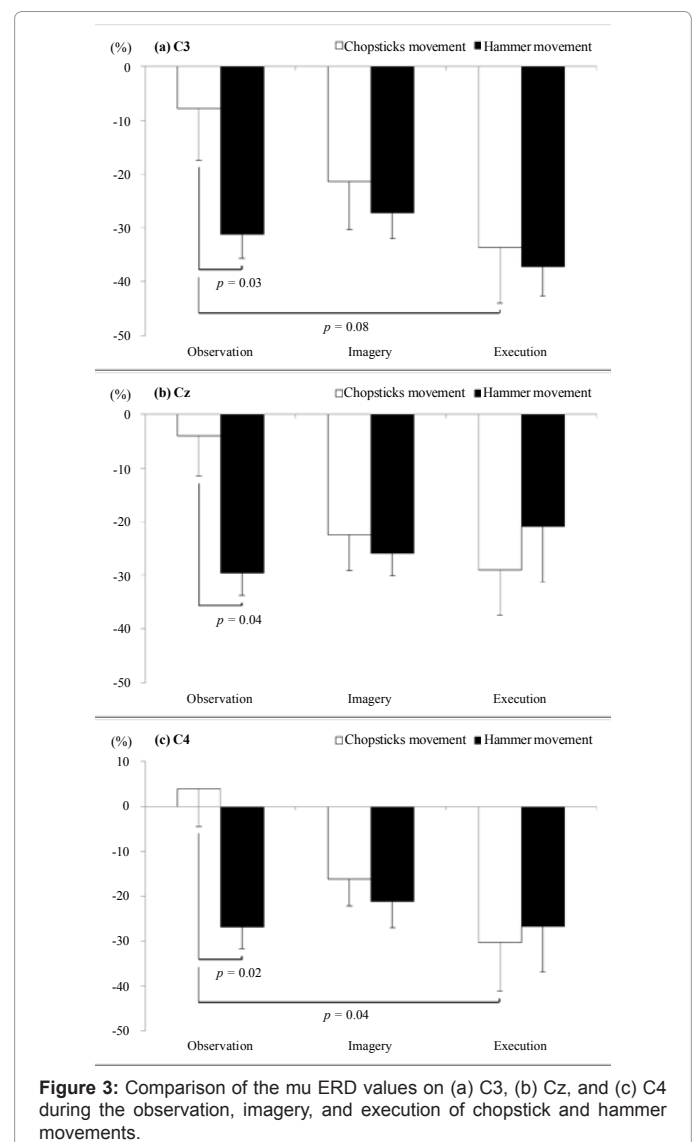 (%) (a) C3 □Chopsticks movement ■Hammer movement
0
-10
-20
-30
-40
-50
p = 0.03
p = 0.08
Observation Imagery Execution
(%) (b) Cz □Chopsticks movement ■Hammer movement
0
-10
-20
-30
-40
-50
p = 0.04
Observation Imagery Execution
(%) (c) C4 □Chopsticks movement ■Hammer movement
10
0
-10
-20
-30
-40
-50
p = 0.02
p = 0.04
Observation Imagery Execution
Figure 3: Comparison of the mu ERD values on (a) C3, (b) Cz, and (c) C4
during the observation, imagery, and execution of chopstick and hammer
movements.